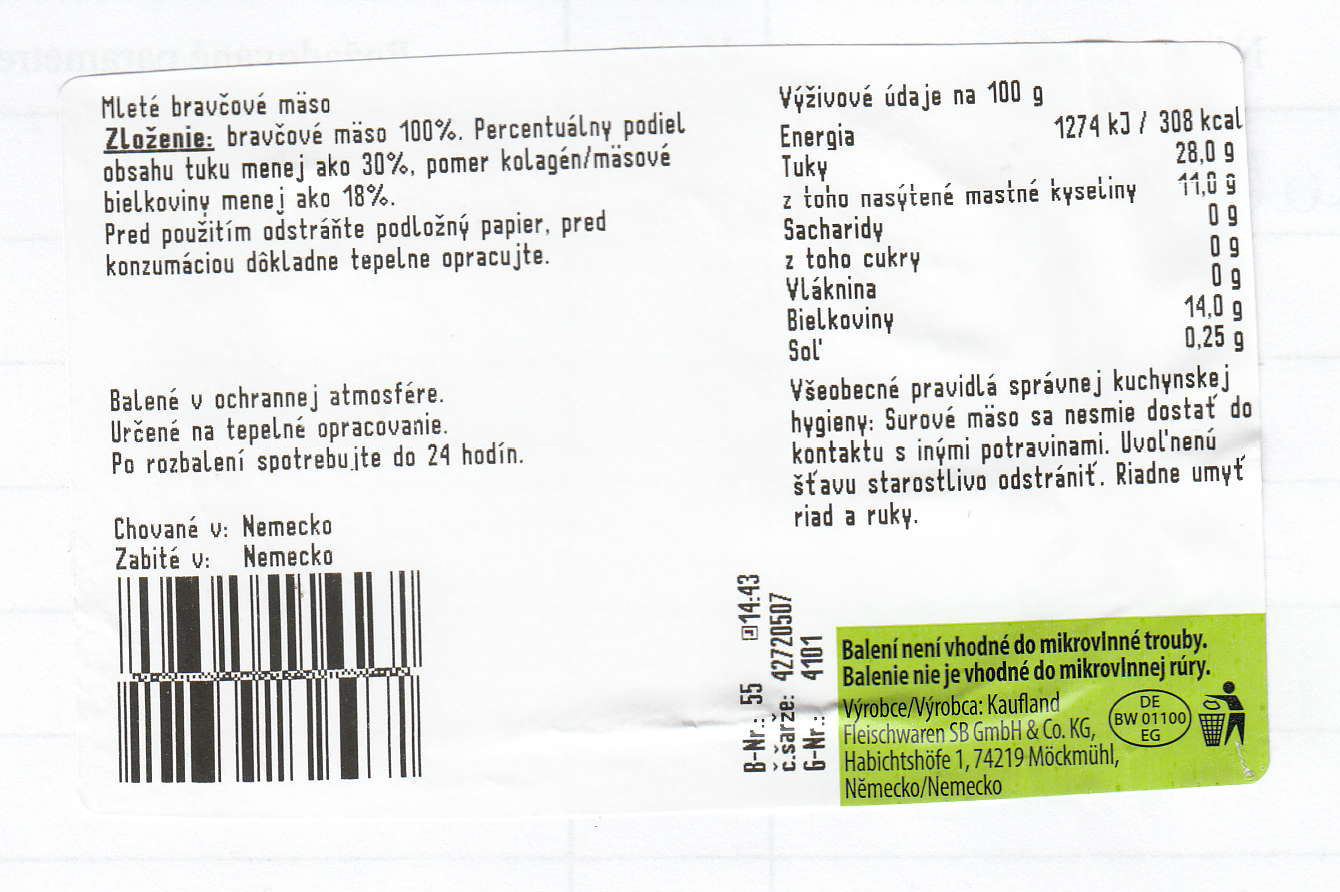 Mleté bravčové mäso
Zloženie: bravčové mäso 100%. Percentuálny podiel
obsahu tuku menej ako 30%, pomer kolagén/mäsové
bielkoviny menej ako 18%.
Pred použitím odstráňte podložný papier, pred
konzumáciou dôkladne tepelne opracujte.
Balené v ochrannej atmosfére.
Určené na tepelné opracovanie.
Po rozbalení spotrebujte do 24 hodín.
Chované v: Nemecko
Zabité v: Nemecko
Výživové údaje na 100 g
Energia 1274 kJ / 308 kcal
Tuky 28,0 g
z toho nasýtené mastné kyseliny 11,0 g
Sacharidy 0 g
z toho cukry 0 g
Vláknina 0 g
Bielkoviny 14,0 g
Soľ 0,25 g
Všeobecné pravidlá správnej kuchynskej
hygieny: Surové mäso sa nesmie dostať do
kontaktu s inými potravinami. Uvoľnenú
šťavu starostlivo odstrániť. Riadne umyť
riad a ruky.
B-Nr.: 55 14:43
č.šarže: 42720507
G-Nr.: 4101
Balení není vhodné do mikrovlnné trouby.
Balenie nie je vhodné do mikrovlnnej rúry.
Výrobce/Výrobca: Kaufland
Fleischwaren SB GmbH & Co. KG,
Habichtshöfe 1, 74219 Möckmühl,
Německo/Nemecko
DE
BW 01100
EG